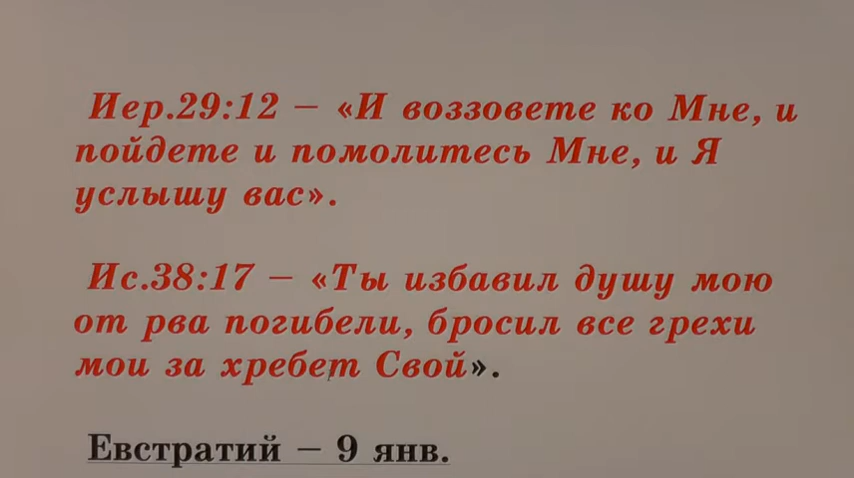 Иер.29:12 – «И воззовете ко Мне, и
пойдете и помолитесь Мне, и Я
услышу вас».
Ис.38:17 – «Ты избавил душу мою
от рва погибели, бросил все грехи
мои за хребет Свой».
Евстратий – 9 янв.